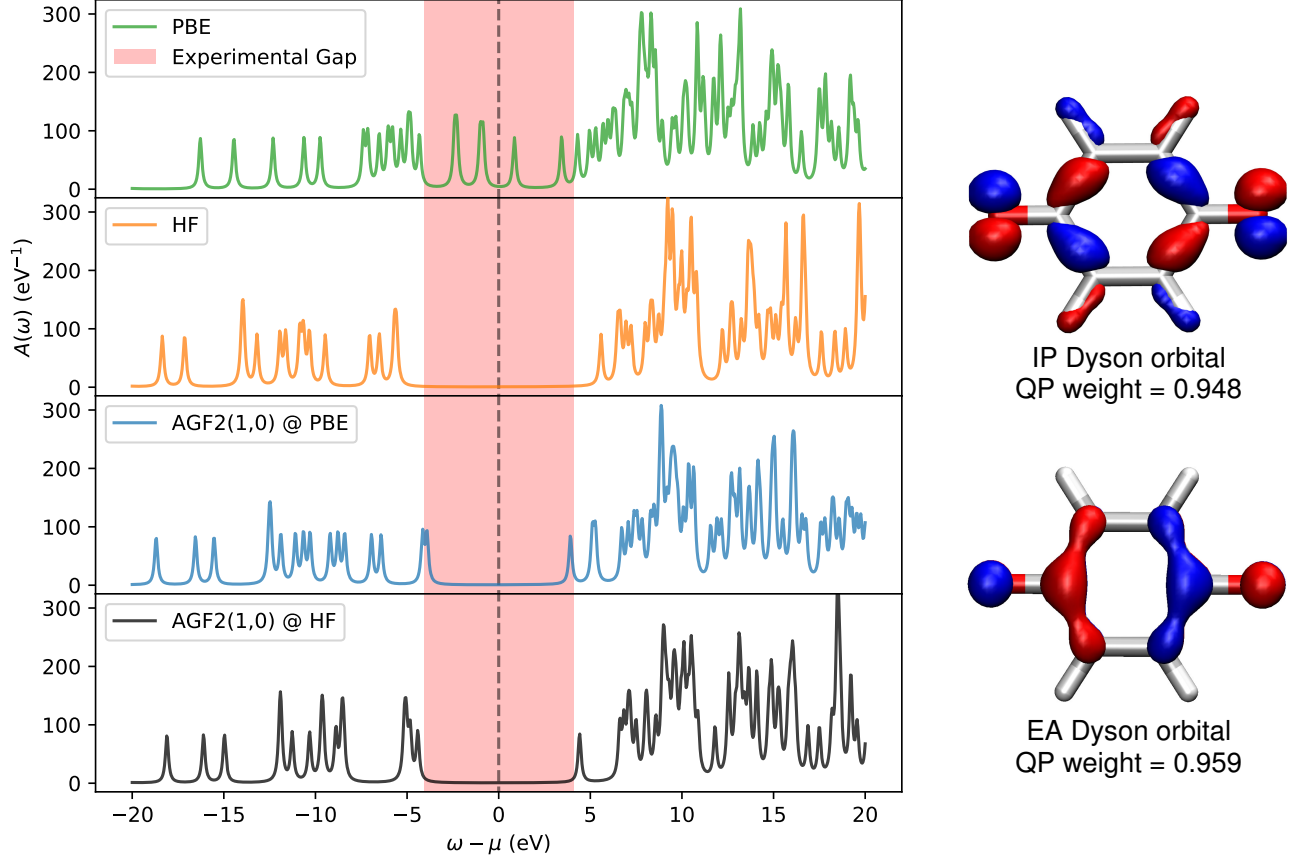 PBE
Experimental Gap
300
200
100
0
HF
300
200
100
0
AGF2(1,0) @ PBE
300
200
100
0
AGF2(1,0) @ HF
300
200
100
0
A(ω) (eV⁻¹)
−20 −15 −10 −5 0 5 10 15 20
ω − μ (eV)
IP Dyson orbital
QP weight = 0.948
EA Dyson orbital
QP weight = 0.959